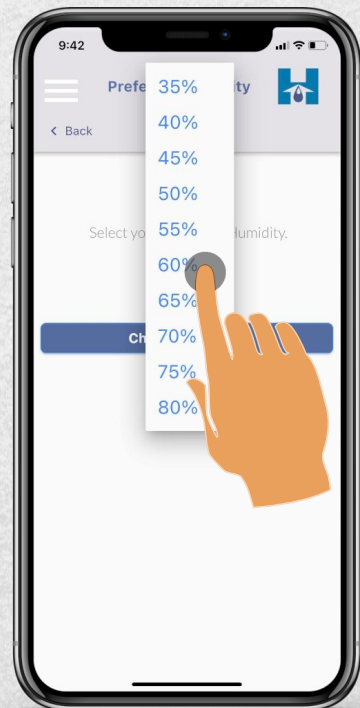 9:42
Prefe
ity
< Back
35%
40%
45%
50%
Select yo
55%
Humidity.
60%
65%
Ch
70%
75%
80%